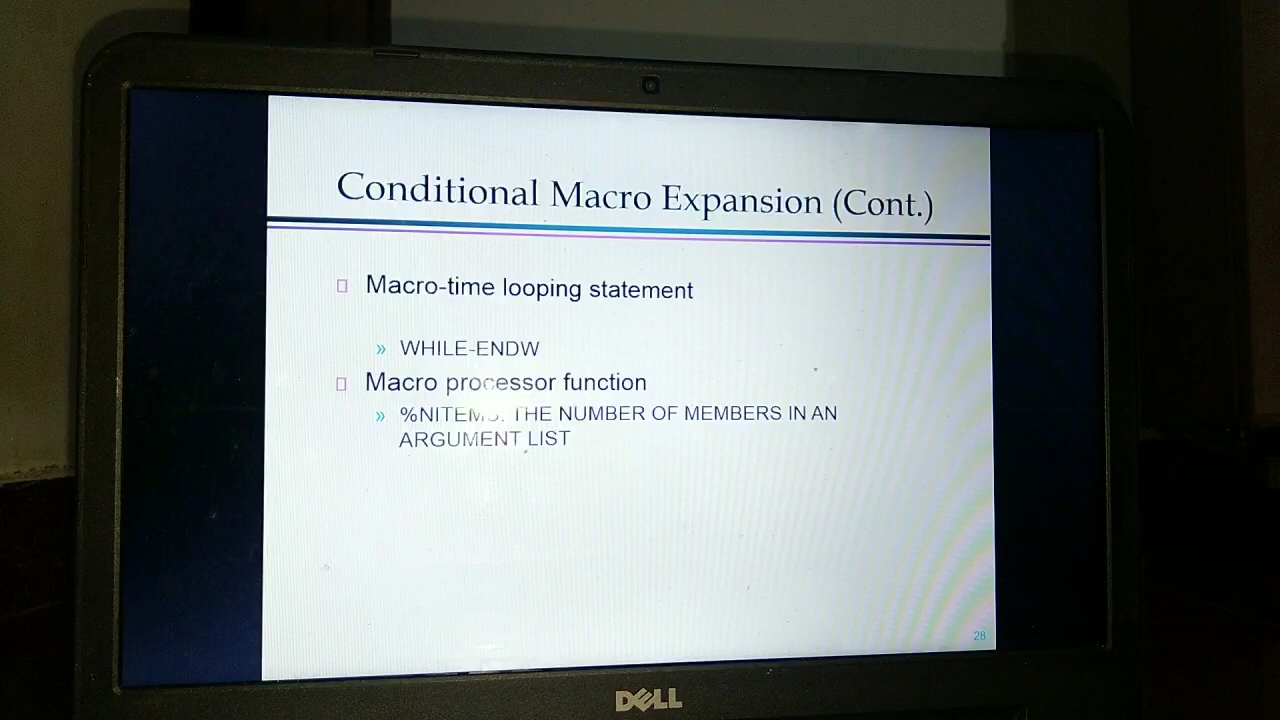 Conditional Macro Expansion (Cont.)
Macro-time looping statement
» WHILE-ENDW
Macro processor function
» %NITEMS: THE NUMBER OF MEMBERS IN AN
ARGUMENT LIST
28
DELL